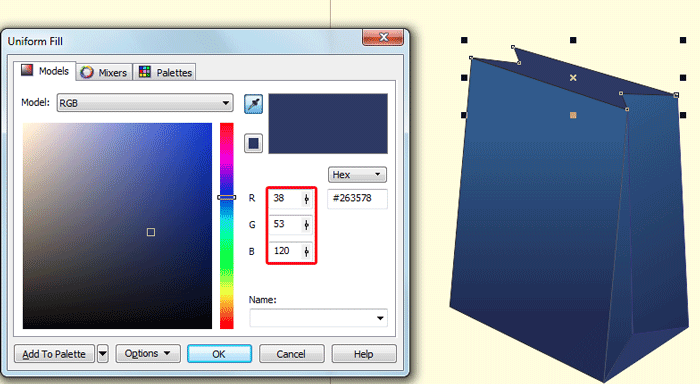 Uniform Fill
Models Mixers Palettes
Model: RGB
Hex
R 38 #263578
G 53
B 120
Name:
Add To Palette Options OK Cancel Help